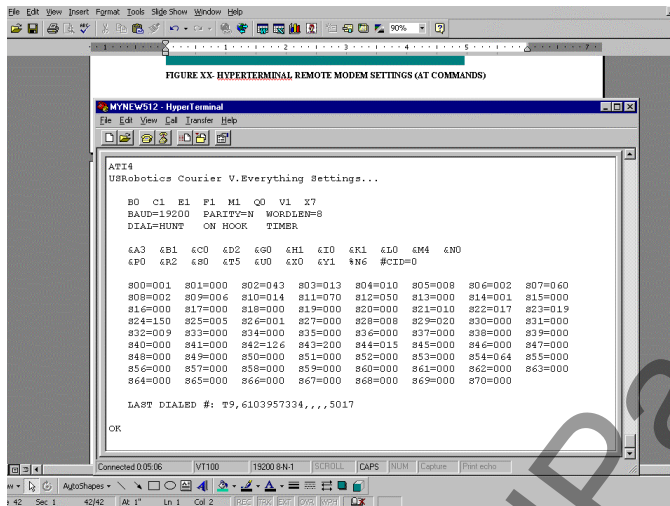 File Edit View Insert Format Tools Slide Show Window Help
90%
1 2 3 4 5 7
FIGURE XX- HYPERTERMINAL REMOTE MODEM SETTINGS (AT COMMANDS)
MYNEW512 - HyperTerminal
File Edit View Call Transfer Help
ATI4
USRobotics Courier V.Everything Settings...
B0 C1 E1 F1 M1 Q0 V1 X7
BAUD=19200 PARITY=N WORDLEN=8
DIAL=HUNT ON HOOK TIMER
&A3 &B1 &C0 &D2 &G0 &H1 &I0 &K1 &L0 &M4 &N0
&P0 &R2 &S0 &T5 &U0 &X0 &Y1 %N6 #CID=0
S00=001 S01=000 S02=043 S03=013 S04=010 S05=008 S06=002 S07=060
S08=002 S09=006 S10=014 S11=070 S12=050 S13=000 S14=001 S15=000
S16=000 S17=000 S18=000 S19=000 S20=000 S21=010 S22=017 S23=019
S24=150 S25=005 S26=001 S27=000 S28=008 S29=020 S30=000 S31=000
S32=009 S33=000 S34=000 S35=000 S36=000 S37=000 S38=000 S39=000
S40=000 S41=000 S42=126 S43=200 S44=015 S45=000 S46=000 S47=000
S48=000 S49=000 S50=000 S51=000 S52=000 S53=000 S54=064 S55=000
S56=000 S57=000 S58=000 S59=000 S60=000 S61=000 S62=000 S63=000
S64=000 S65=000 S66=000 S67=000 S68=000 S69=000 S70=000
LAST DIALED #: T9,6103957334,,,,5017
OK
Connected 0:05:06 VT100 19200 8-N-1 SCROLL CAPS NUM Capture Print echo
AutoShapes
42 Sec 1 42/42 At 1" Ln 1 Col 2 REC TRK EXT OVR WPH